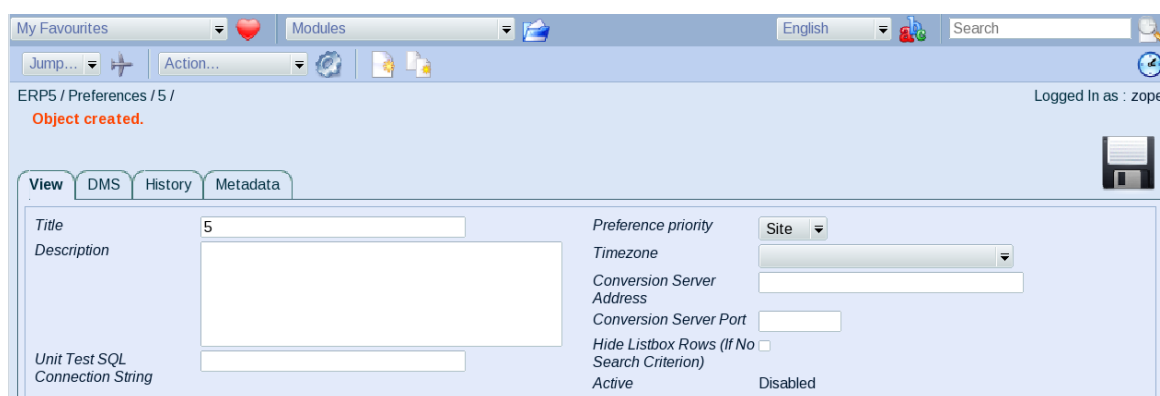 My Favourites Modules English Search
Jump... Action...
ERP5 / Preferences / 5 / Logged In as : zope
Object created.
View DMS History Metadata
Title 5 Preference priority Site
Description Timezone
Conversion Server
Address
Conversion Server Port
Hide Listbox Rows (If No
Search Criterion)
Unit Test SQL
Connection String
Active Disabled